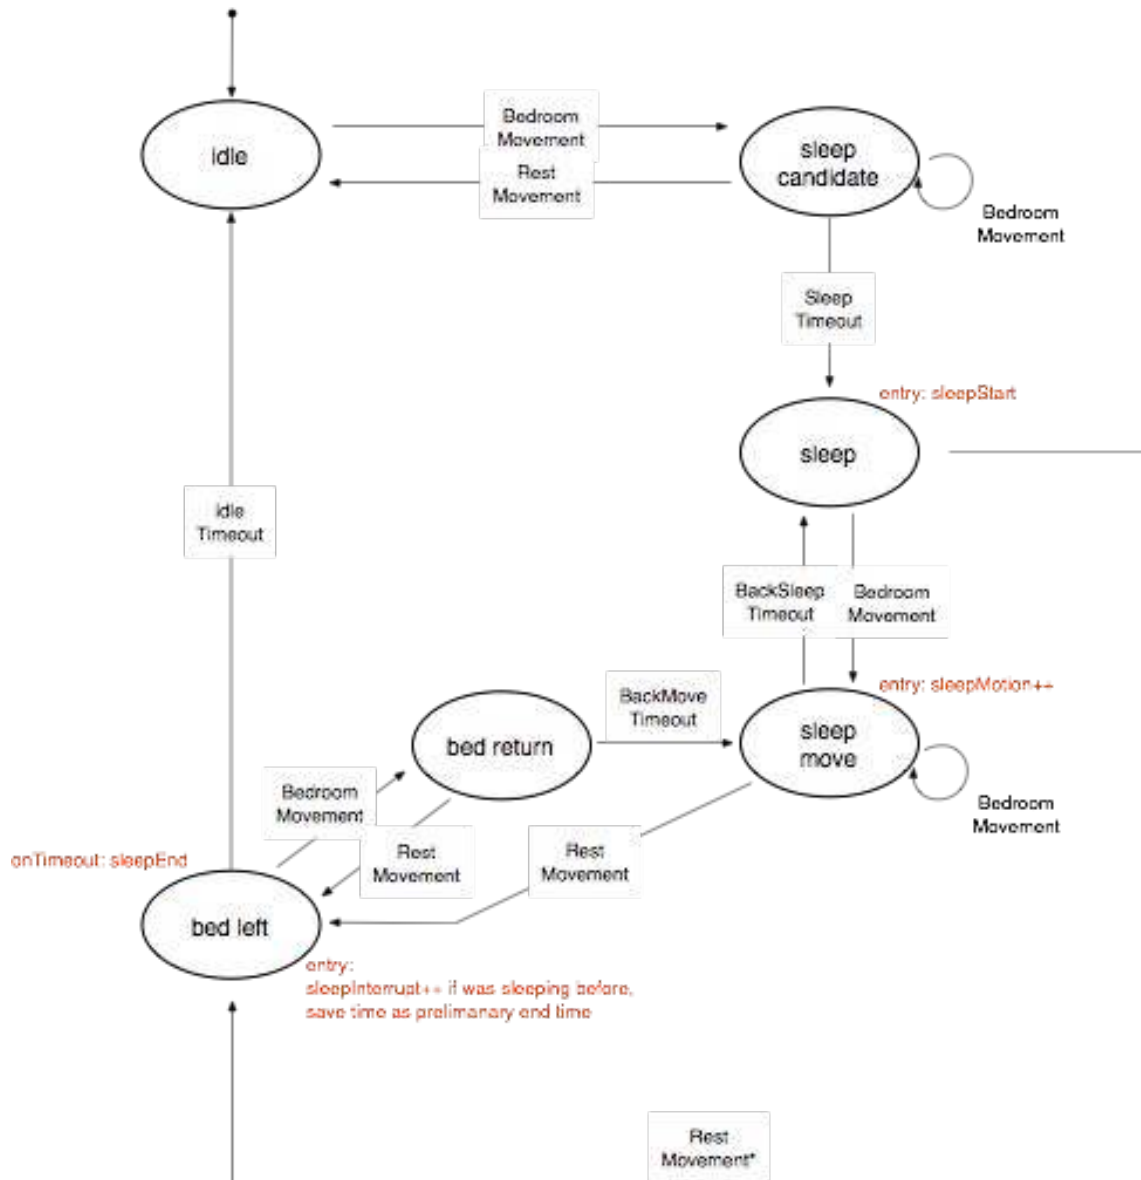 idle
Bedroom
Movement
Rest
Movement
sleep
candidate
Bedroom
Movement
Sleep
Timeout
entry: sleepStart
sleep
idle
Timeout
BackSleep
Timeout
Bedroom
Movement
entry: sleepMotion++
BackMove
Timeout
sleep
move
bed return
Bedroom
Movement
Bedroom
Movement
Rest
Movement
Rest
Movement
onTimeout: sleepEnd
bed left
entry:
sleepInterrupt++ if was sleeping before,
save time as prelimanary end time
Rest
Movement*